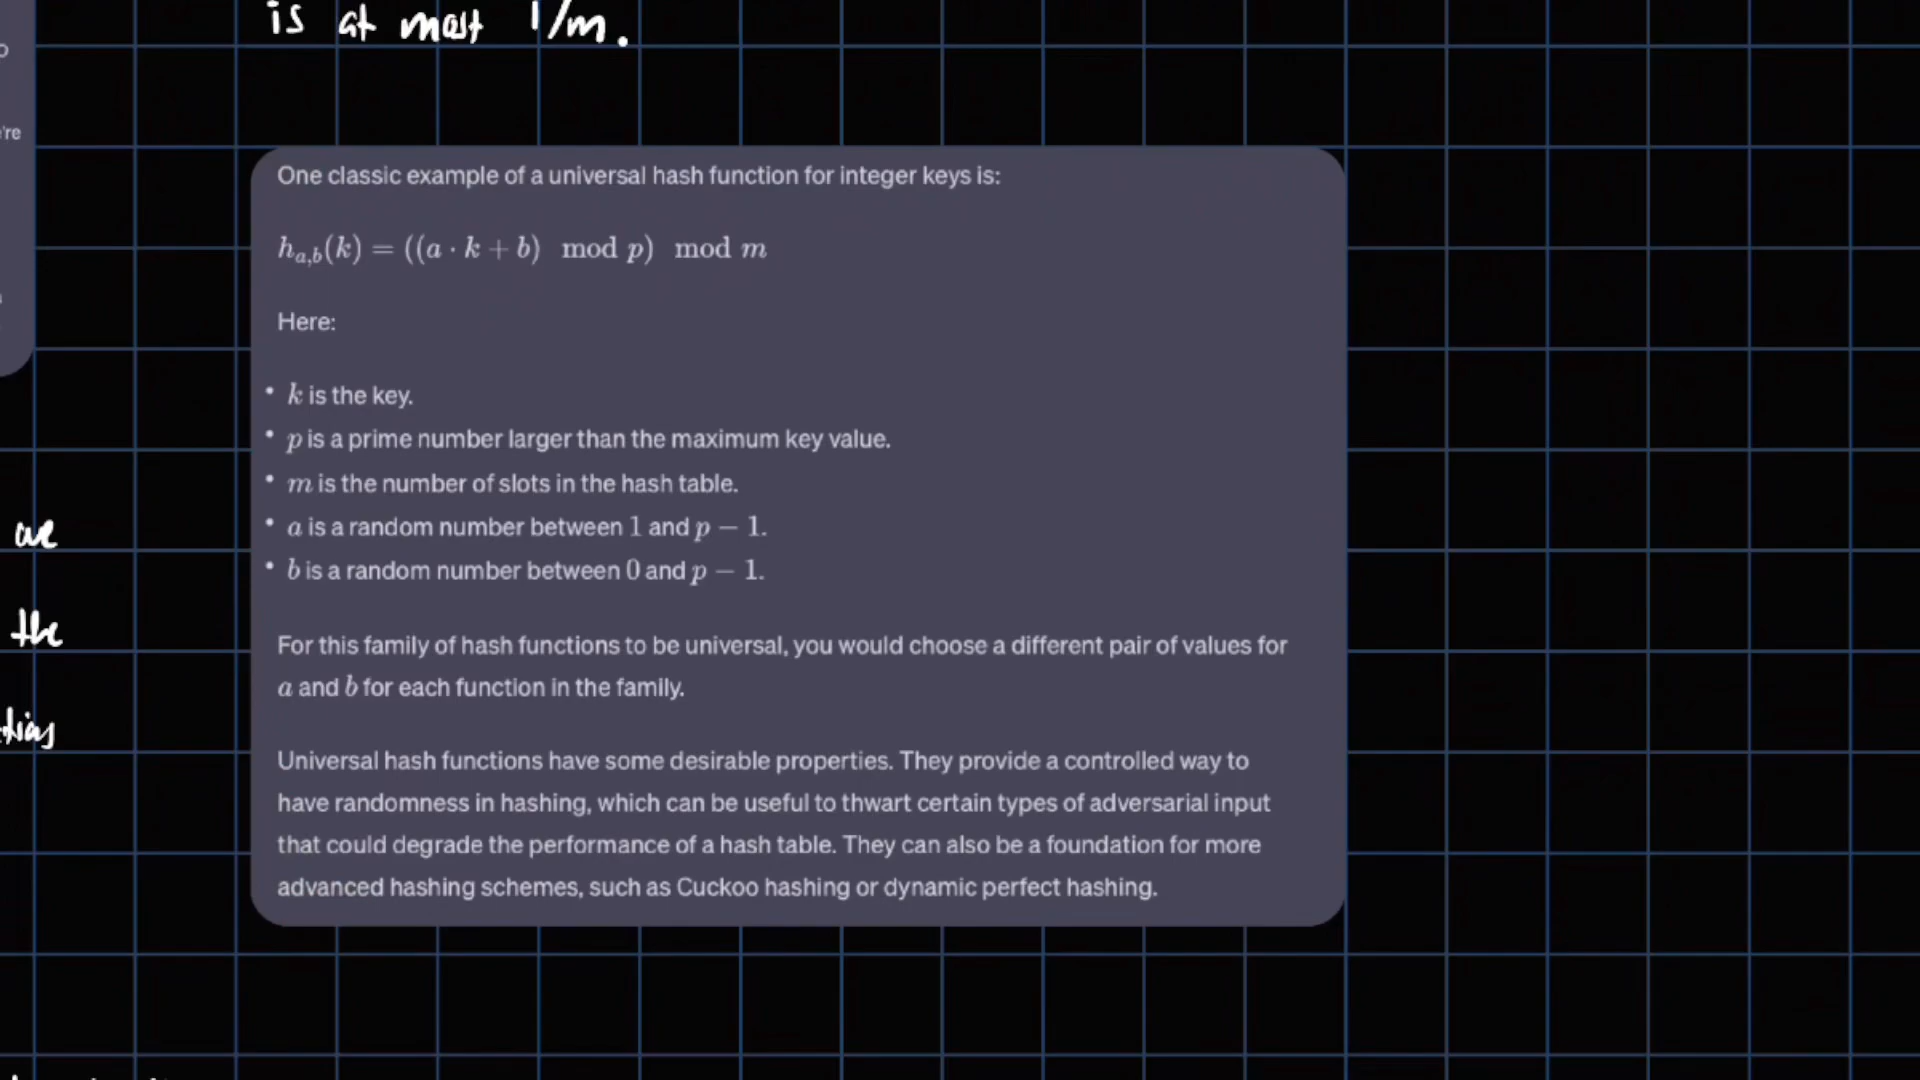 is at most 1/m.
're
One classic example of a universal hash function for integer keys is:
h_{a,b}(k) = ((a · k + b) mod p) mod m
Here:
• k is the key.
• p is a prime number larger than the maximum key value.
• m is the number of slots in the hash table.
• a is a random number between 1 and p − 1.
• b is a random number between 0 and p − 1.
are
the
For this family of hash functions to be universal, you would choose a different pair of values for
a and b for each function in the family.
Universal hash functions have some desirable properties. They provide a controlled way to
have randomness in hashing, which can be useful to thwart certain types of adversarial input
that could degrade the performance of a hash table. They can also be a foundation for more
advanced hashing schemes, such as Cuckoo hashing or dynamic perfect hashing.